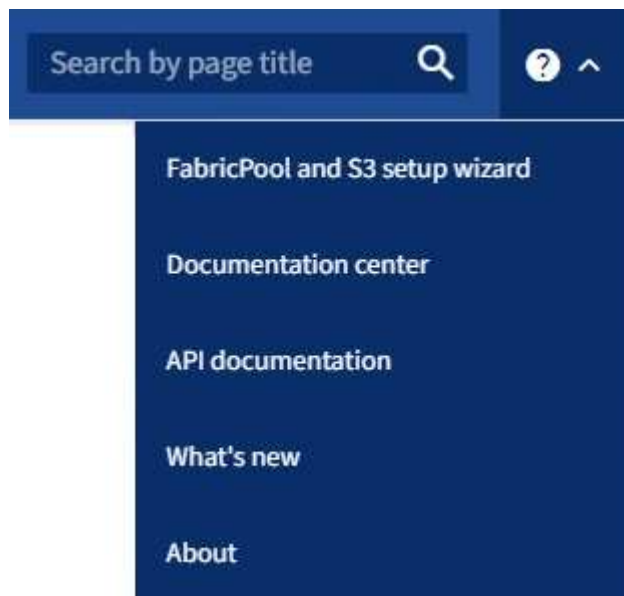 Search by page title
FabricPool and S3 setup wizard
Documentation center
API documentation
What's new
About